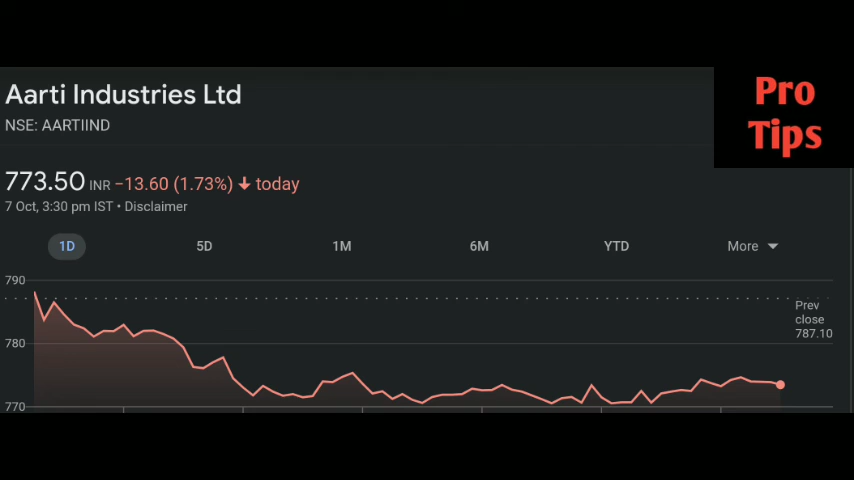 Aarti Industries Ltd
NSE: AARTIIND
Pro
Tips
773.50 INR −13.60 (1.73%) ↓ today
7 Oct, 3:30 pm IST • Disclaimer
1D 5D 1M 6M YTD More
790
Prev
close
787.10
780
770